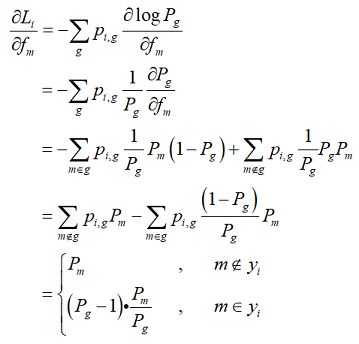 ∂L_i/∂f_m = −∑_g p_{i,g} ∂log P_g/∂f_m
= −∑_g p_{i,g} 1/P_g ∂P_g/∂f_m
= −∑_{m∈g} p_{i,g} 1/P_g P_m (1−P_g) + ∑_{m∉g} p_{i,g} 1/P_g P_g P_m
= ∑_{m∉g} p_{i,g} P_m − ∑_{m∈g} p_{i,g} (1−P_g)/P_g P_m
= { P_m , m ∉ y_i
(P_g −1)•P_m/P_g , m ∈ y_i